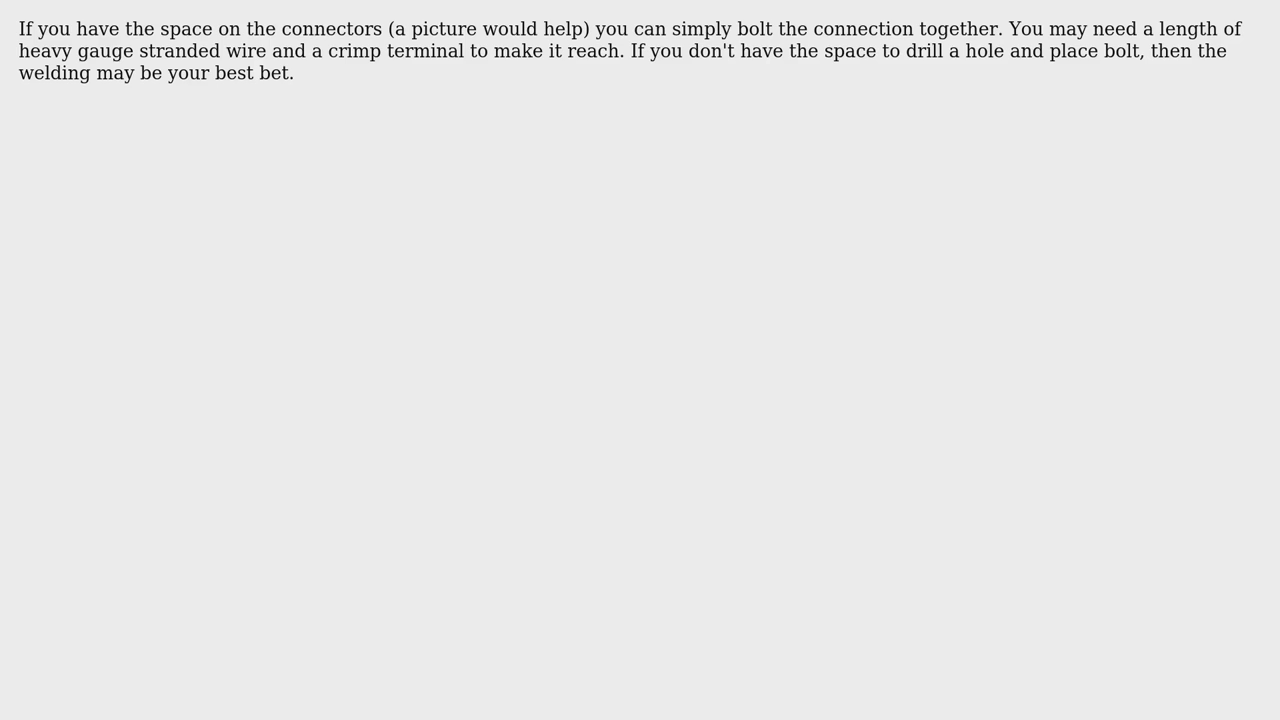 If you have the space on the connectors (a picture would help) you can simply bolt the connection together. You may need a length of
heavy gauge stranded wire and a crimp terminal to make it reach. If you don't have the space to drill a hole and place bolt, then the
welding may be your best bet.